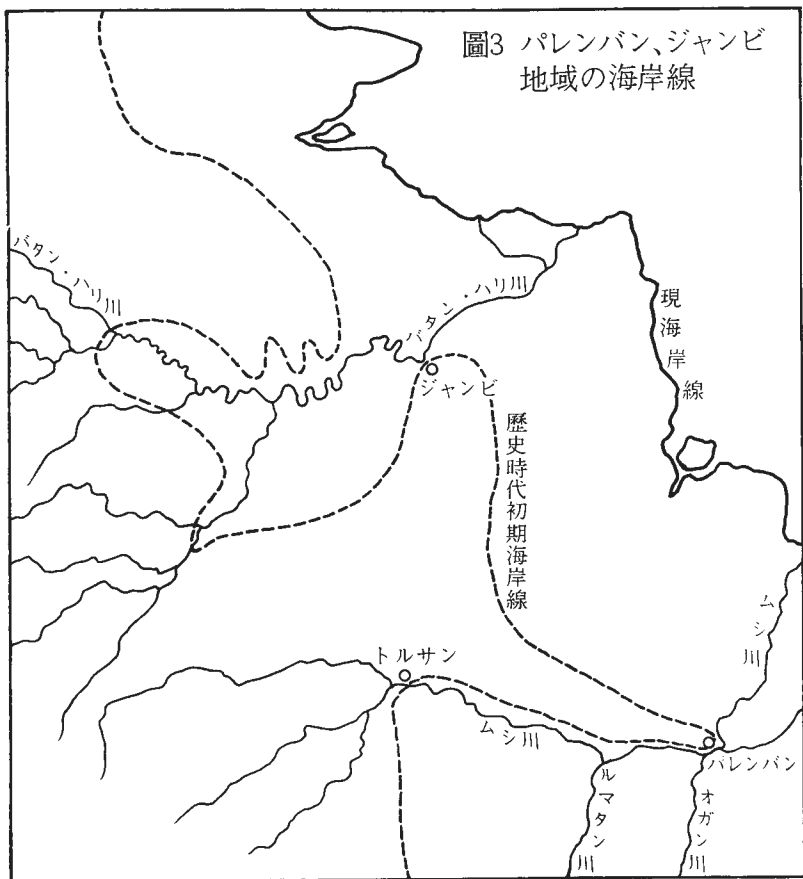 圖3 パレンバン、ジャンビ
地域の海岸線
バタン・ハリ川
バタン・ハリ川
ジャンビ
現海岸線
歷史時代初期海岸線
トルサン
ムシ川
ムシ川
パレンバン
ルマタン川
オガン川